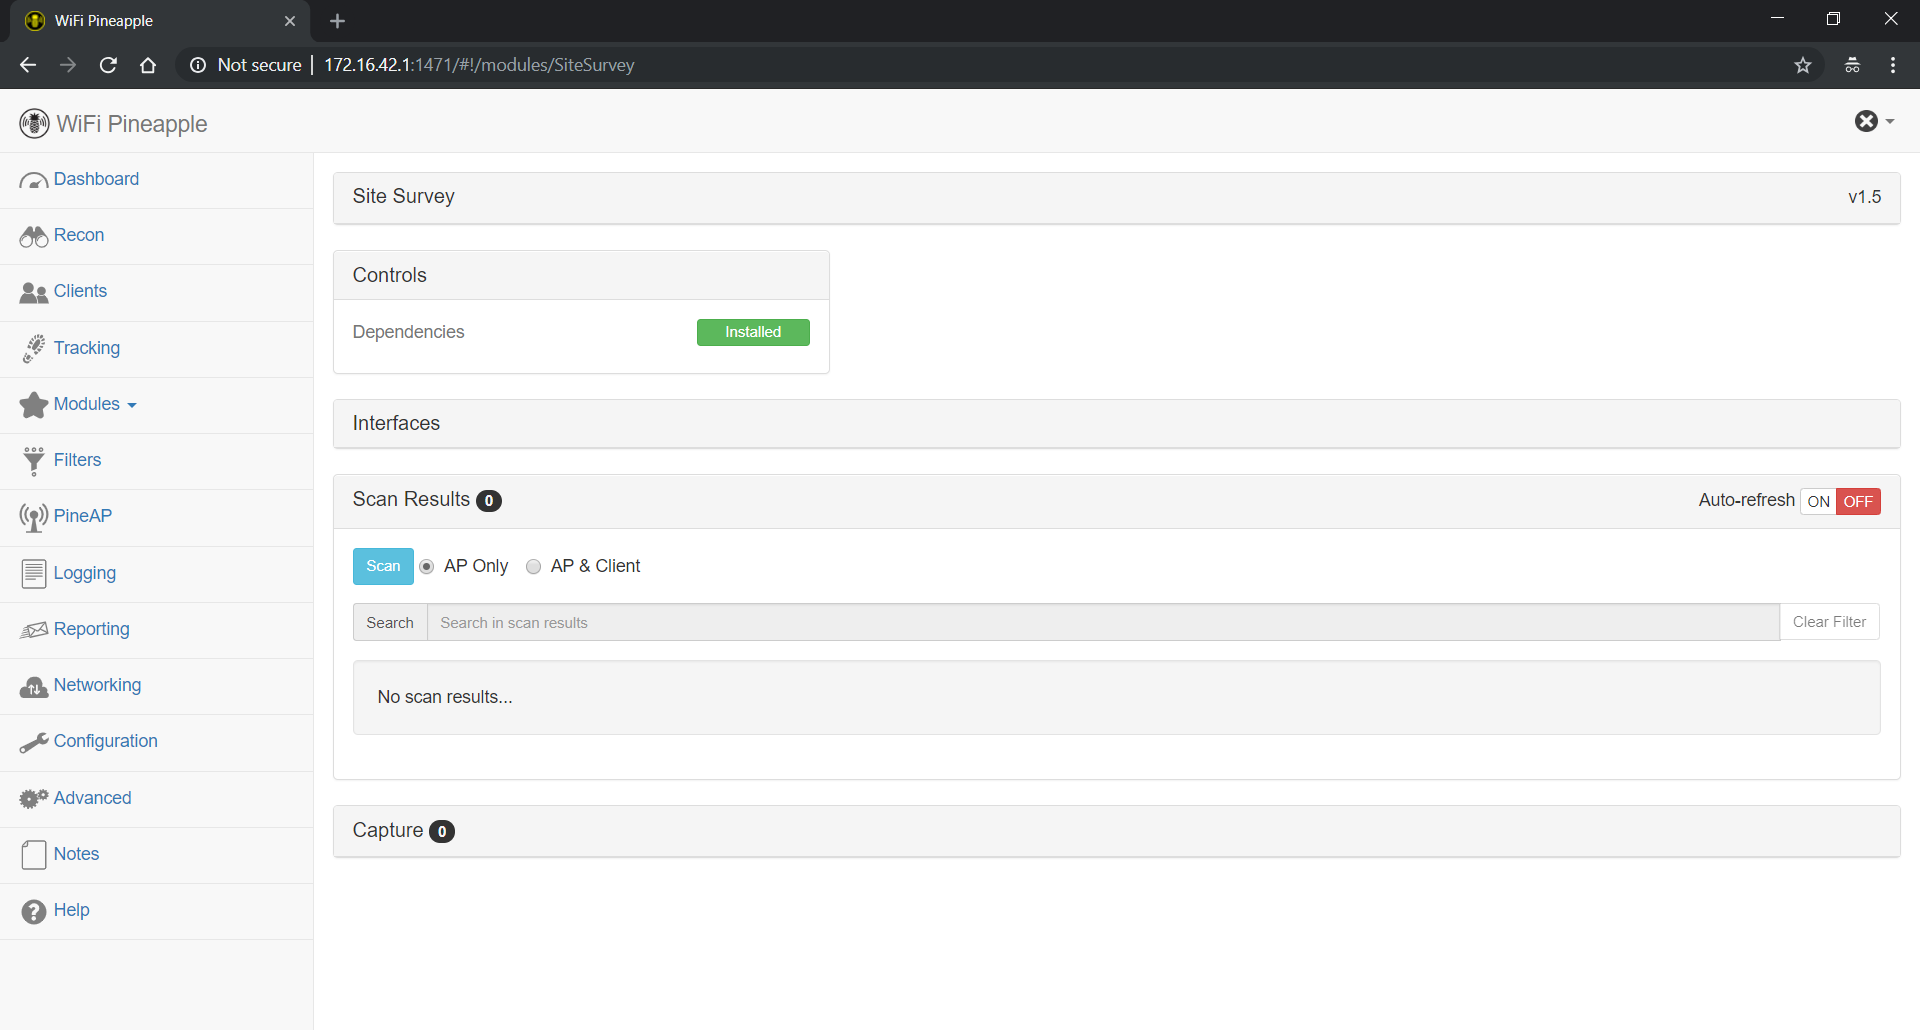 WiFi Pineapple
Not secure | 172.16.42.1:1471/#!/modules/SiteSurvey
WiFi Pineapple
Dashboard
Recon
Clients
Tracking
Modules
Filters
PineAP
Logging
Reporting
Networking
Configuration
Advanced
Notes
Help
Site Survey v1.5
Controls
Dependencies Installed
Interfaces
Scan Results 0 Auto-refresh ON OFF
Scan AP Only AP & Client
Search Search in scan results Clear Filter
No scan results...
Capture 0